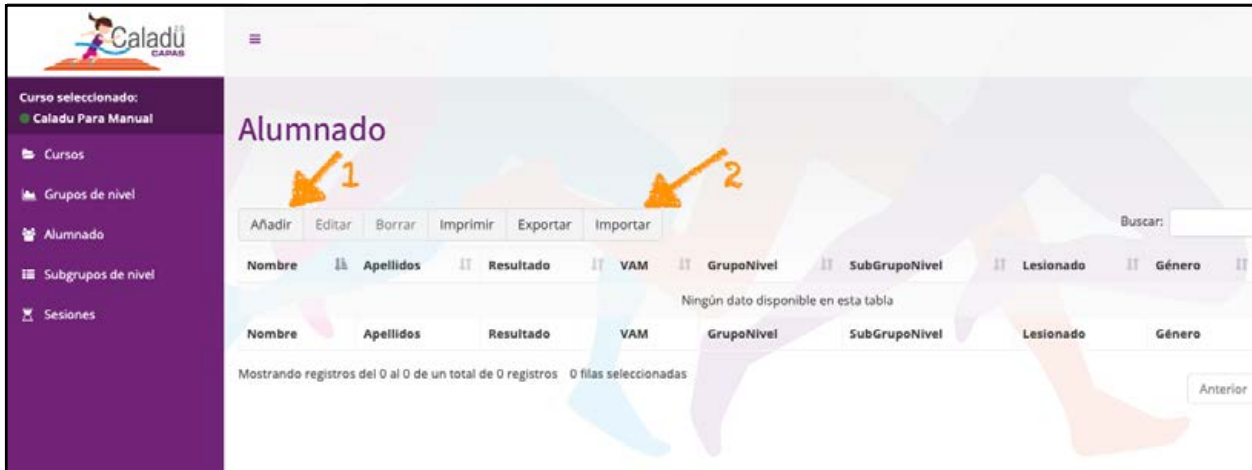 Caladü 2.0
CAPAS
Curso seleccionado:
Caladu Para Manual
Cursos
Grupos de nivel
Alumnado
Subgrupos de nivel
Sesiones
Alumnado
1
2
Añadir Editar Borrar Imprimir Exportar Importar Buscar:
Nombre Apellidos Resultado VAM GrupoNivel SubGrupoNivel Lesionado Género
Ningún dato disponible en esta tabla
Nombre Apellidos Resultado VAM GrupoNivel SubGrupoNivel Lesionado Género
Mostrando registros del 0 al 0 de un total de 0 registros 0 filas seleccionadas
Anterior